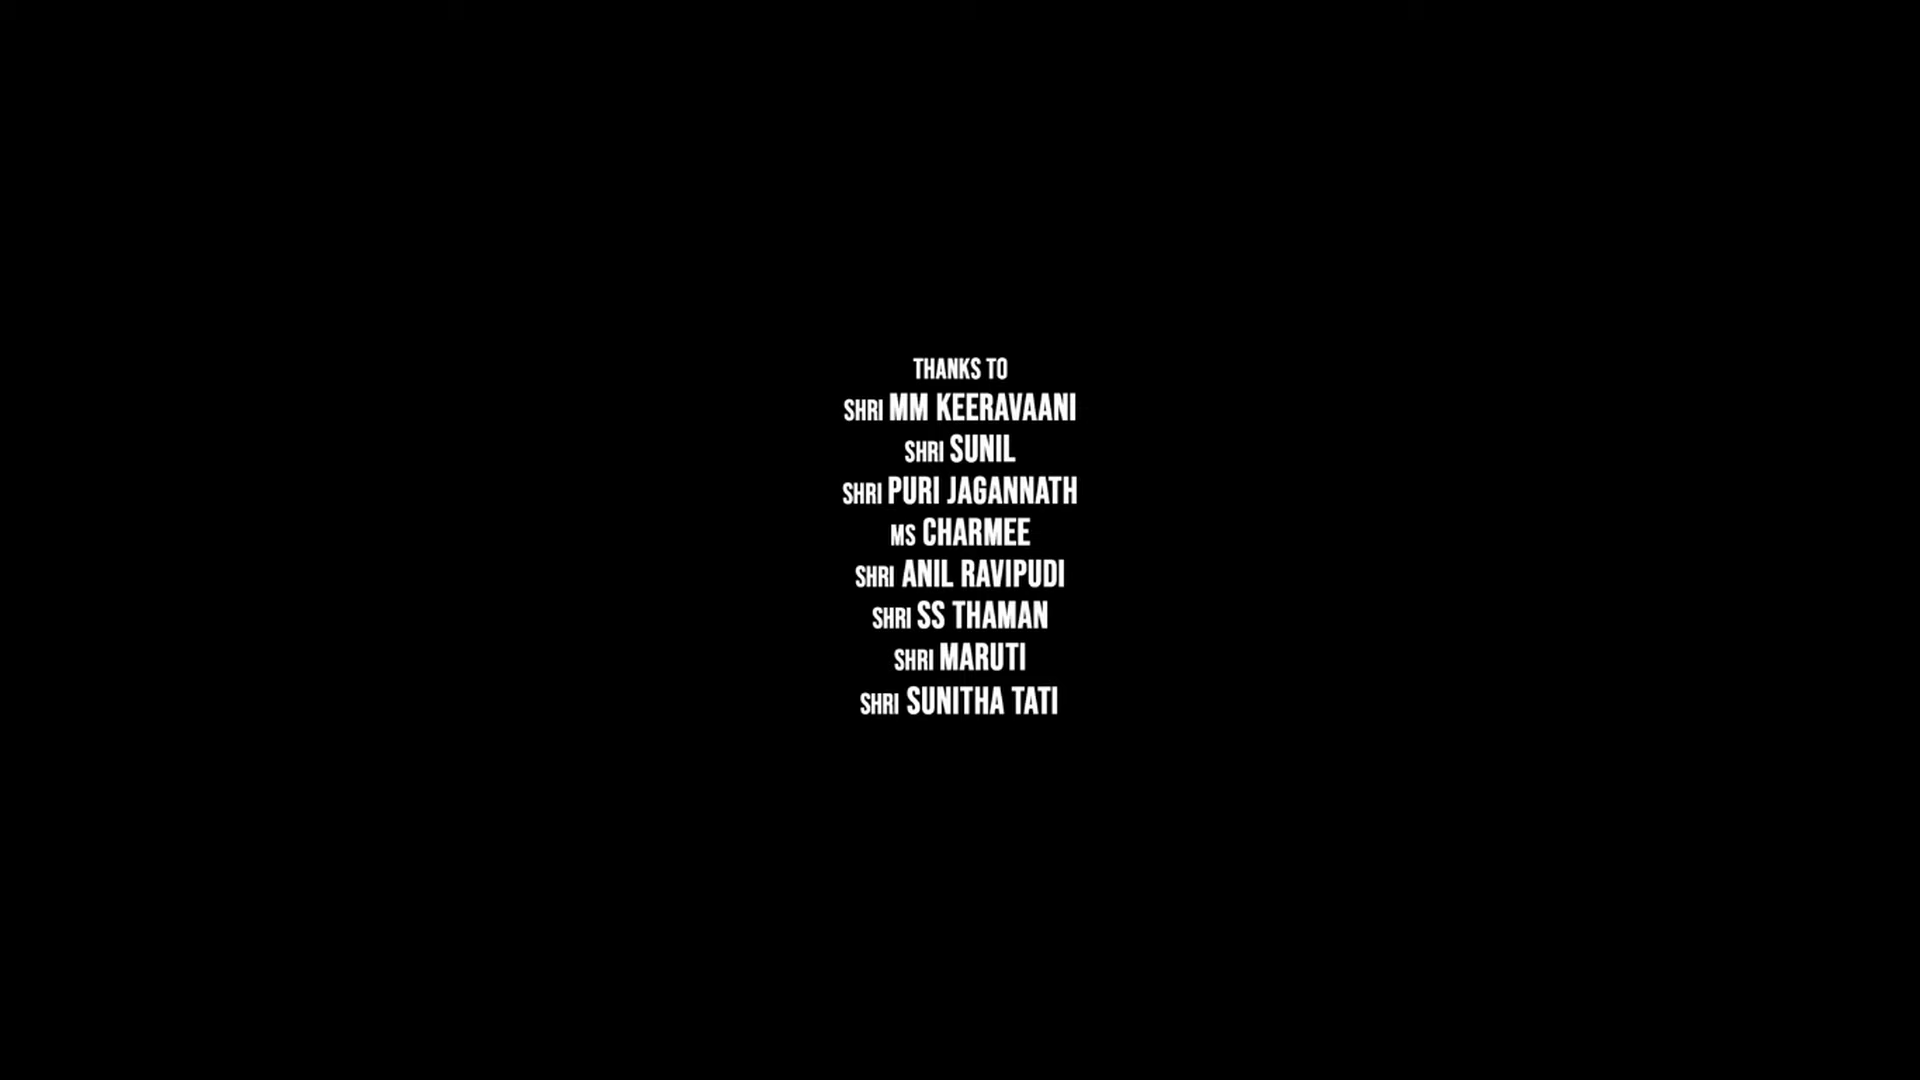 THANKS TO
SHRI MM KEERAVAANI
SHRI SUNIL
SHRI PURI JAGANNATH
MS CHARMEE
SHRI ANIL RAVIPUDI
SHRI SS THAMAN
SHRI MARUTI
SHRI SUNITHA TATI